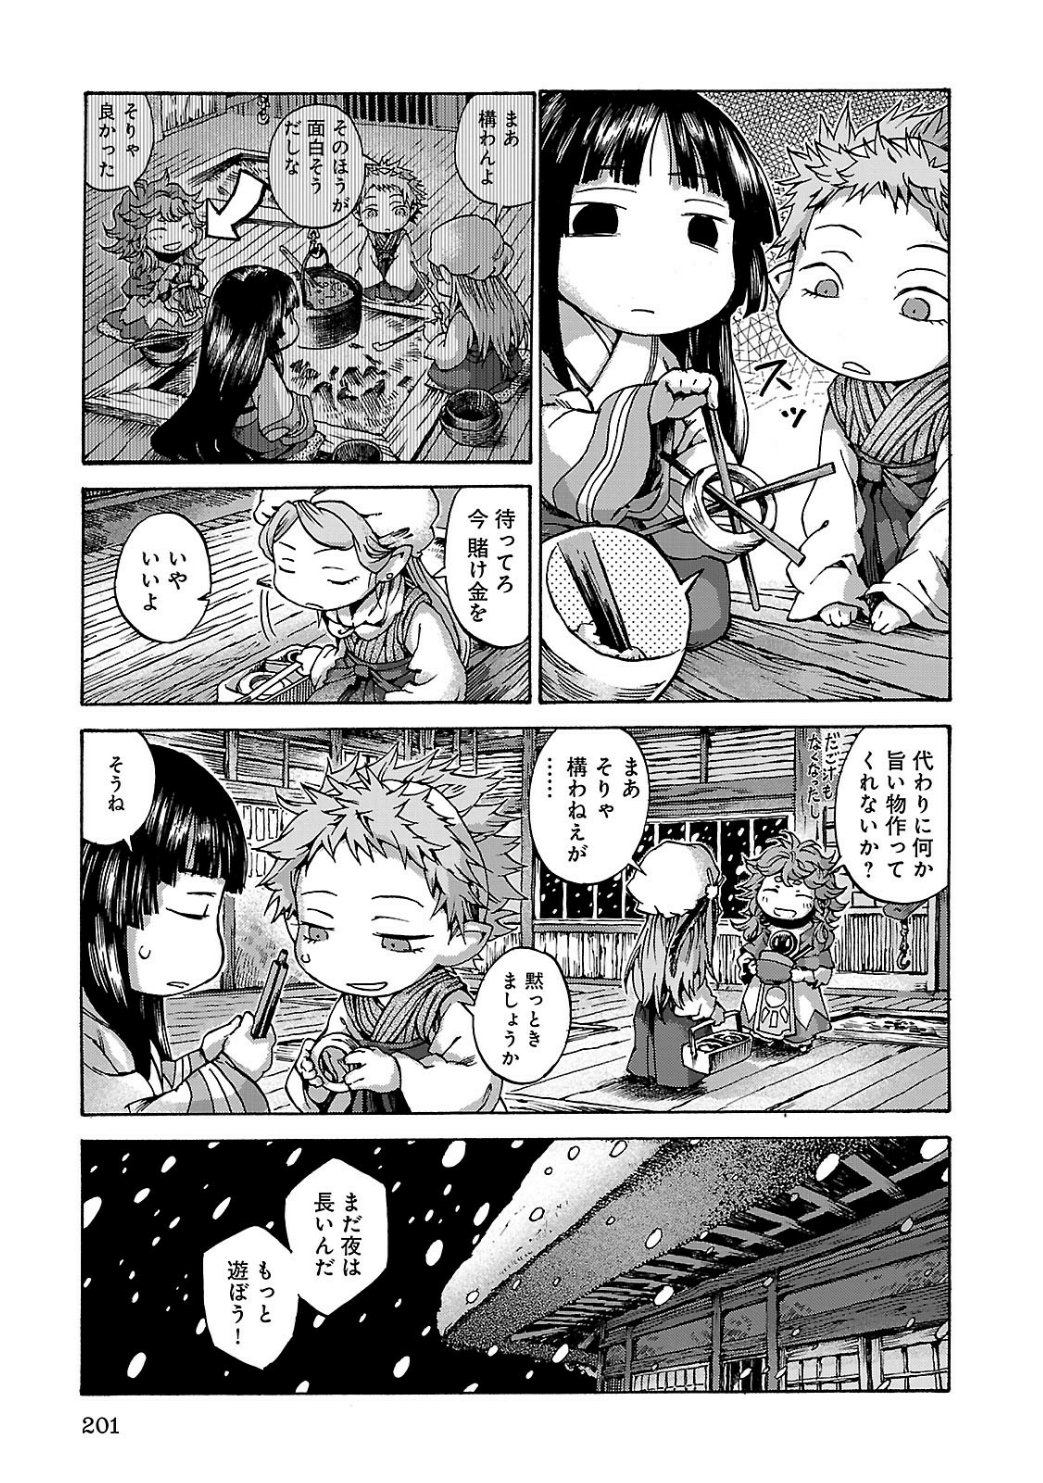 スッ
まあ
構わんよ
そのほうが
面白そう
だしな
そりゃ
良かった
待ってろ
今 賭け金を
いや
いいよ
代わりに何か
旨い物作って
くれないか？
だご汁も
なくなったし
まあ
そりゃ
構わねえが
……
黙っとき
ましょうか
そうね
まだ夜は
長いんだ
もっと
遊ぼう！
201